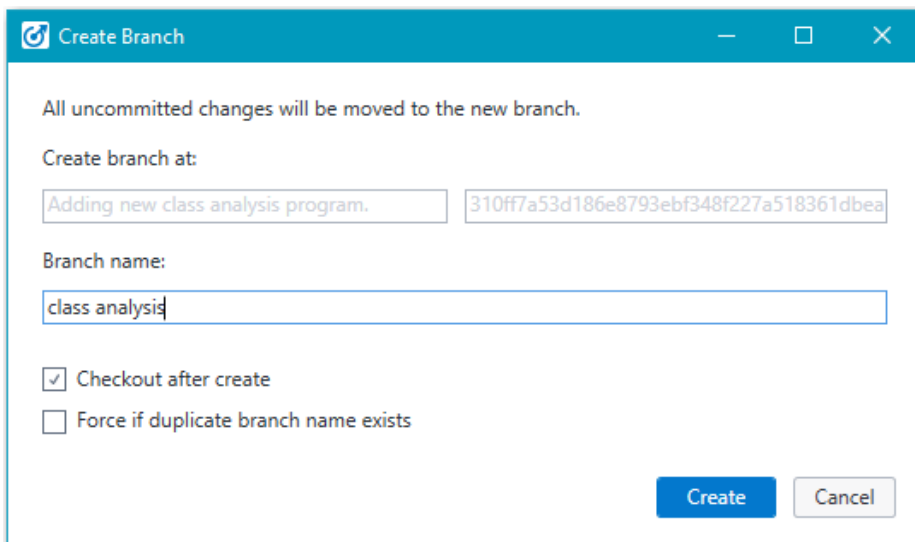 Create Branch
All uncommitted changes will be moved to the new branch.
Create branch at:
Adding new class analysis program. 310ff7a53d186e8793ebf348f227a518361dbea
Branch name:
class analysis
Checkout after create
Force if duplicate branch name exists
Create Cancel